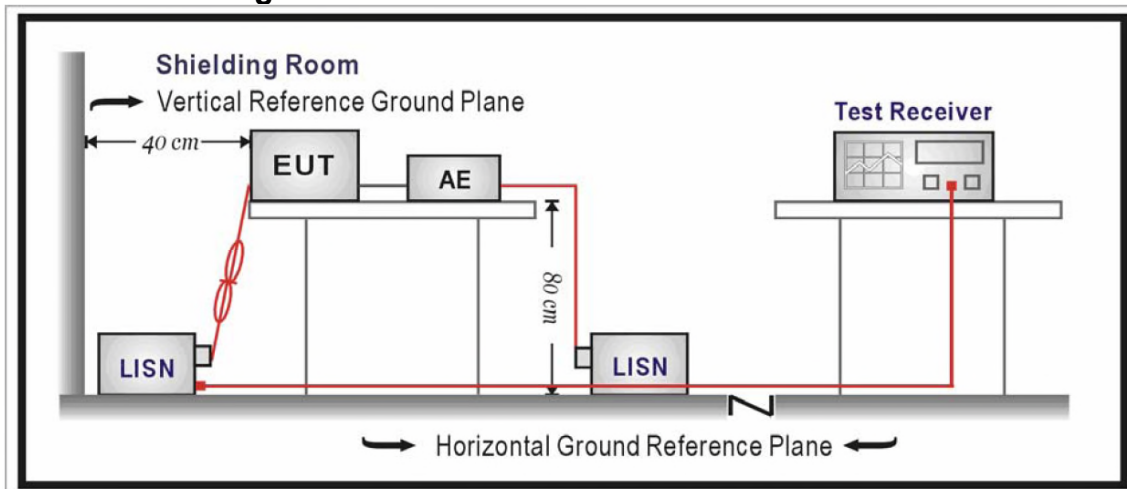 Shielding Room
Vertical Reference Ground Plane
Test Receiver
40 cm
EUT
AE
80 cm
LISN
LISN
Horizontal Ground Reference Plane